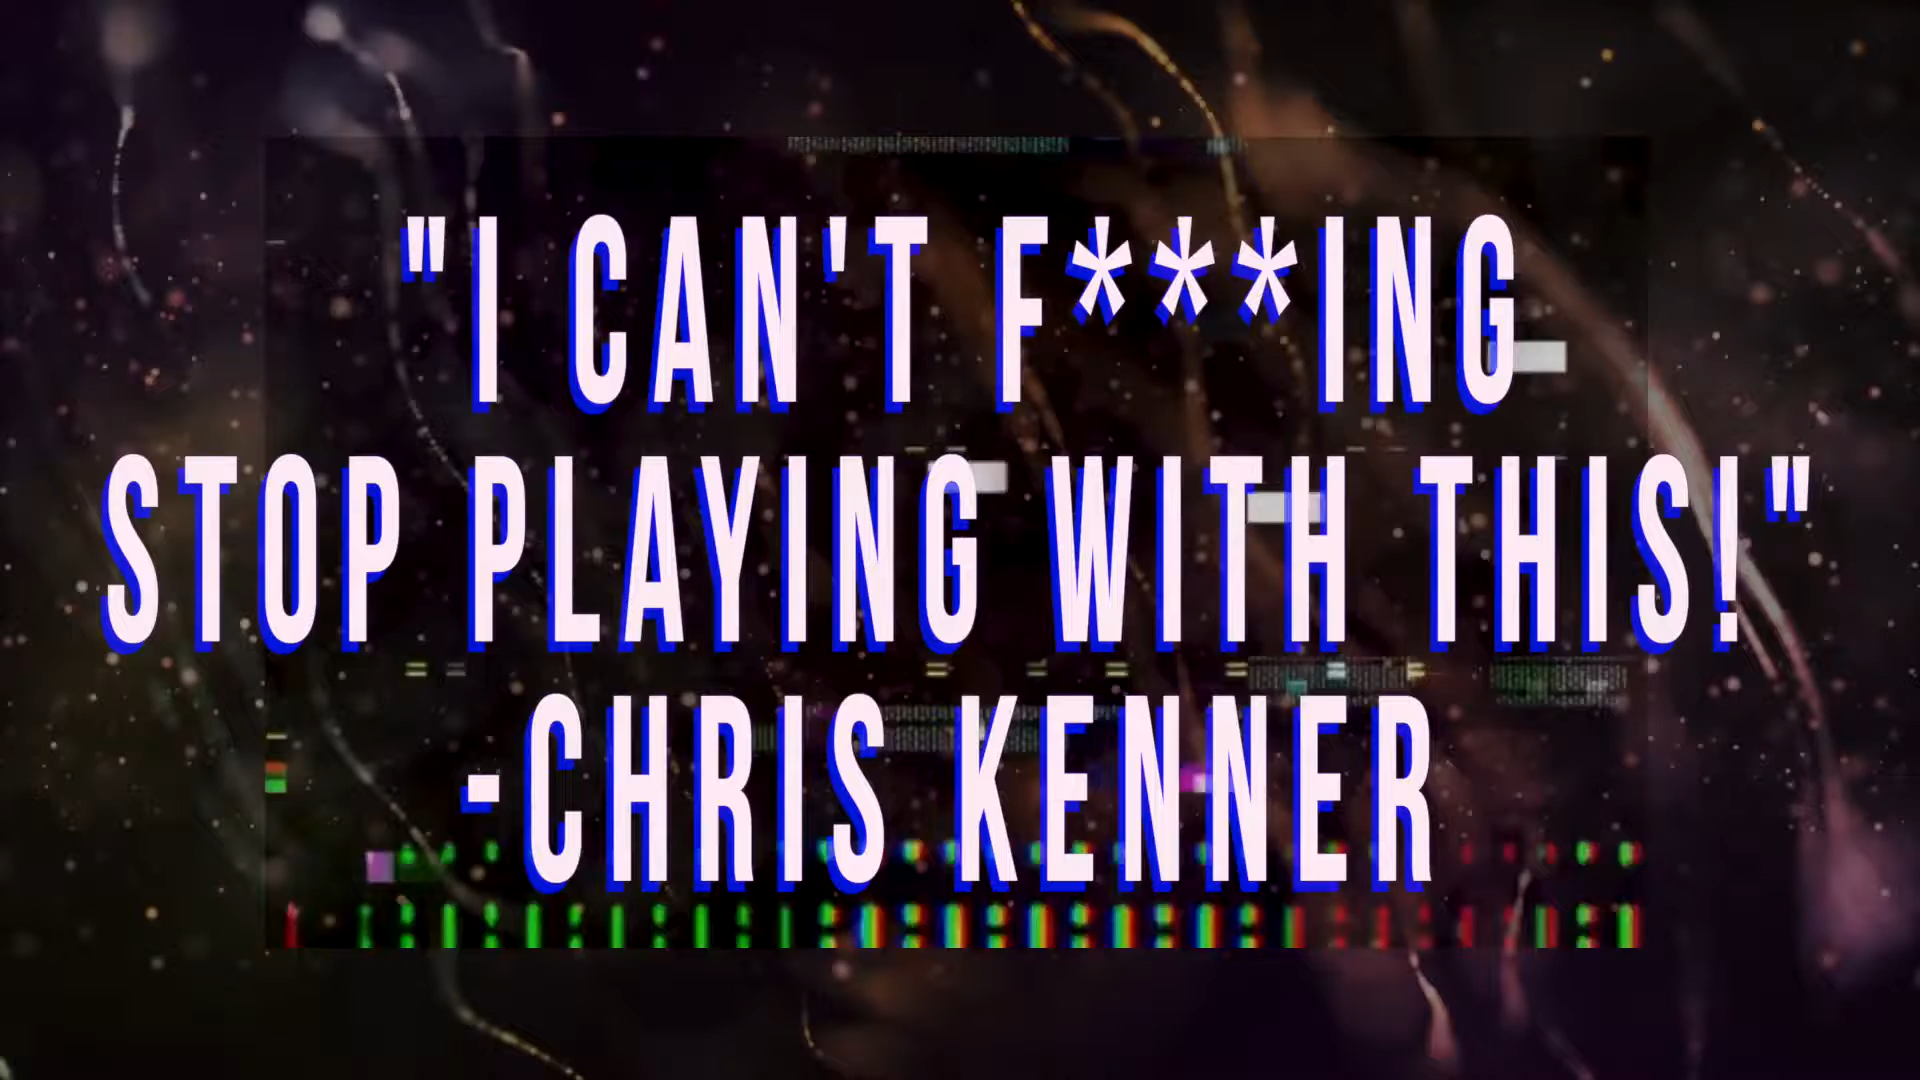 "I CAN'T F***ING
STOP PLAYING WITH THIS!"
-CHRIS KENNER